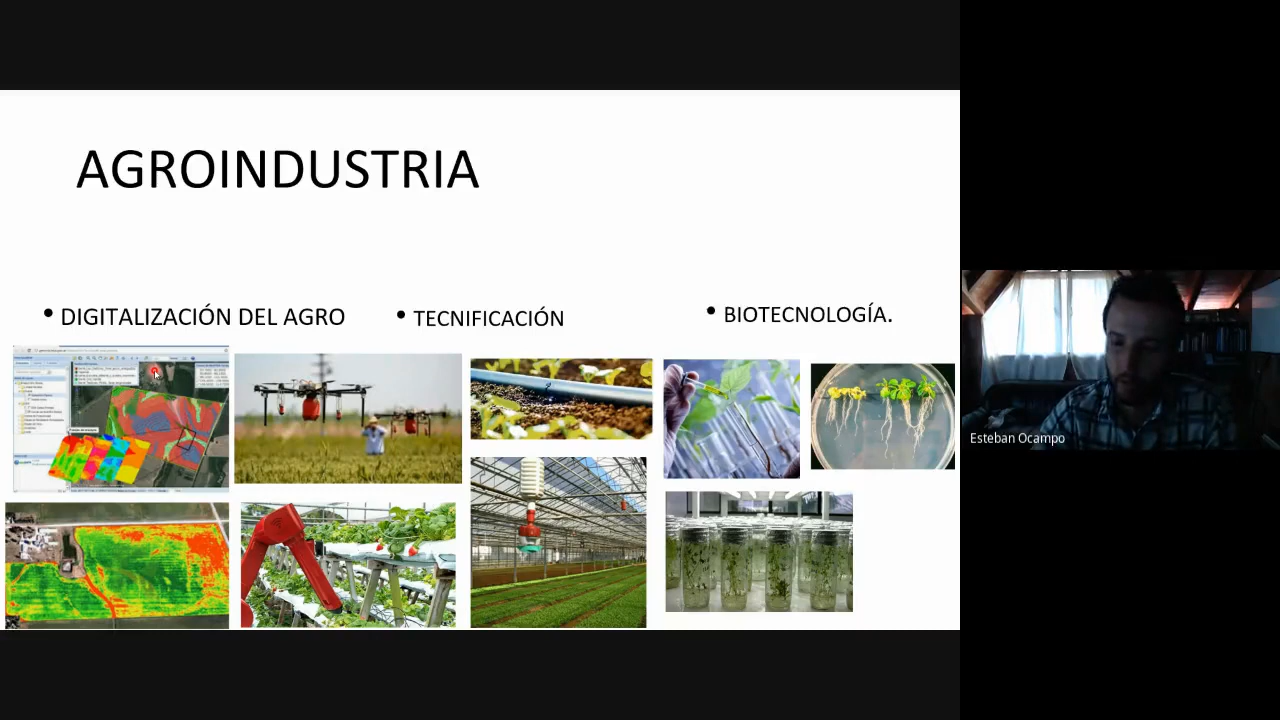 AGROINDUSTRIA
• DIGITALIZACIÓN DEL AGRO
• TECNIFICACIÓN
• BIOTECNOLOGÍA.
Esteban Ocampo